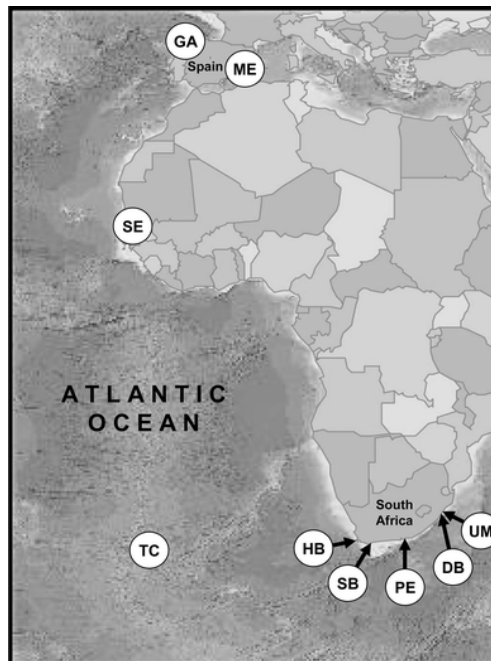 GA
Spain
ME
SE
ATLANTIC
OCEAN
South
Africa
TC
HB
SB
PE
DB
UM